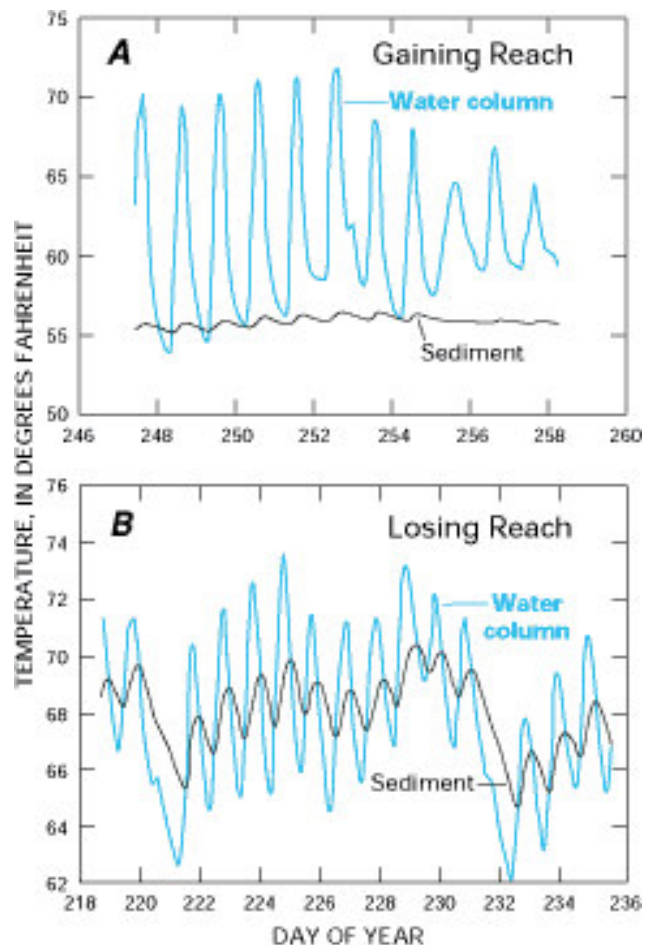 75
A Gaining Reach
Water column
70
65
60
55
Sediment
50
246 248 250 252 254 256 258 260
TEMPERATURE, IN DEGREES FAHRENHEIT
76
B Losing Reach
74
Water
column
72
70
68
66
Sediment
64
62
218 220 222 224 226 228 230 232 235 236
DAY OF YEAR